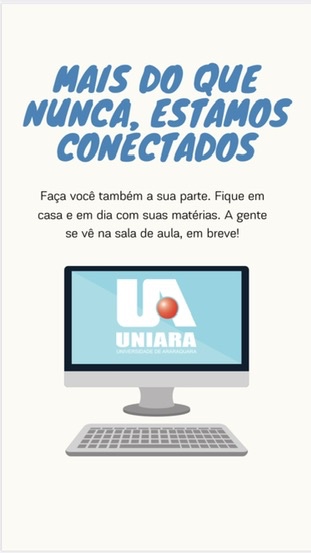 MAIS DO QUE
NUNCA, ESTAMOS
CONECTADOS
Faça você também a sua parte. Fique em
casa e em dia com suas matérias. A gente
se vê na sala de aula, em breve!
UA
UNIARA
UNIVERSIDADE DE ARARAQUARA